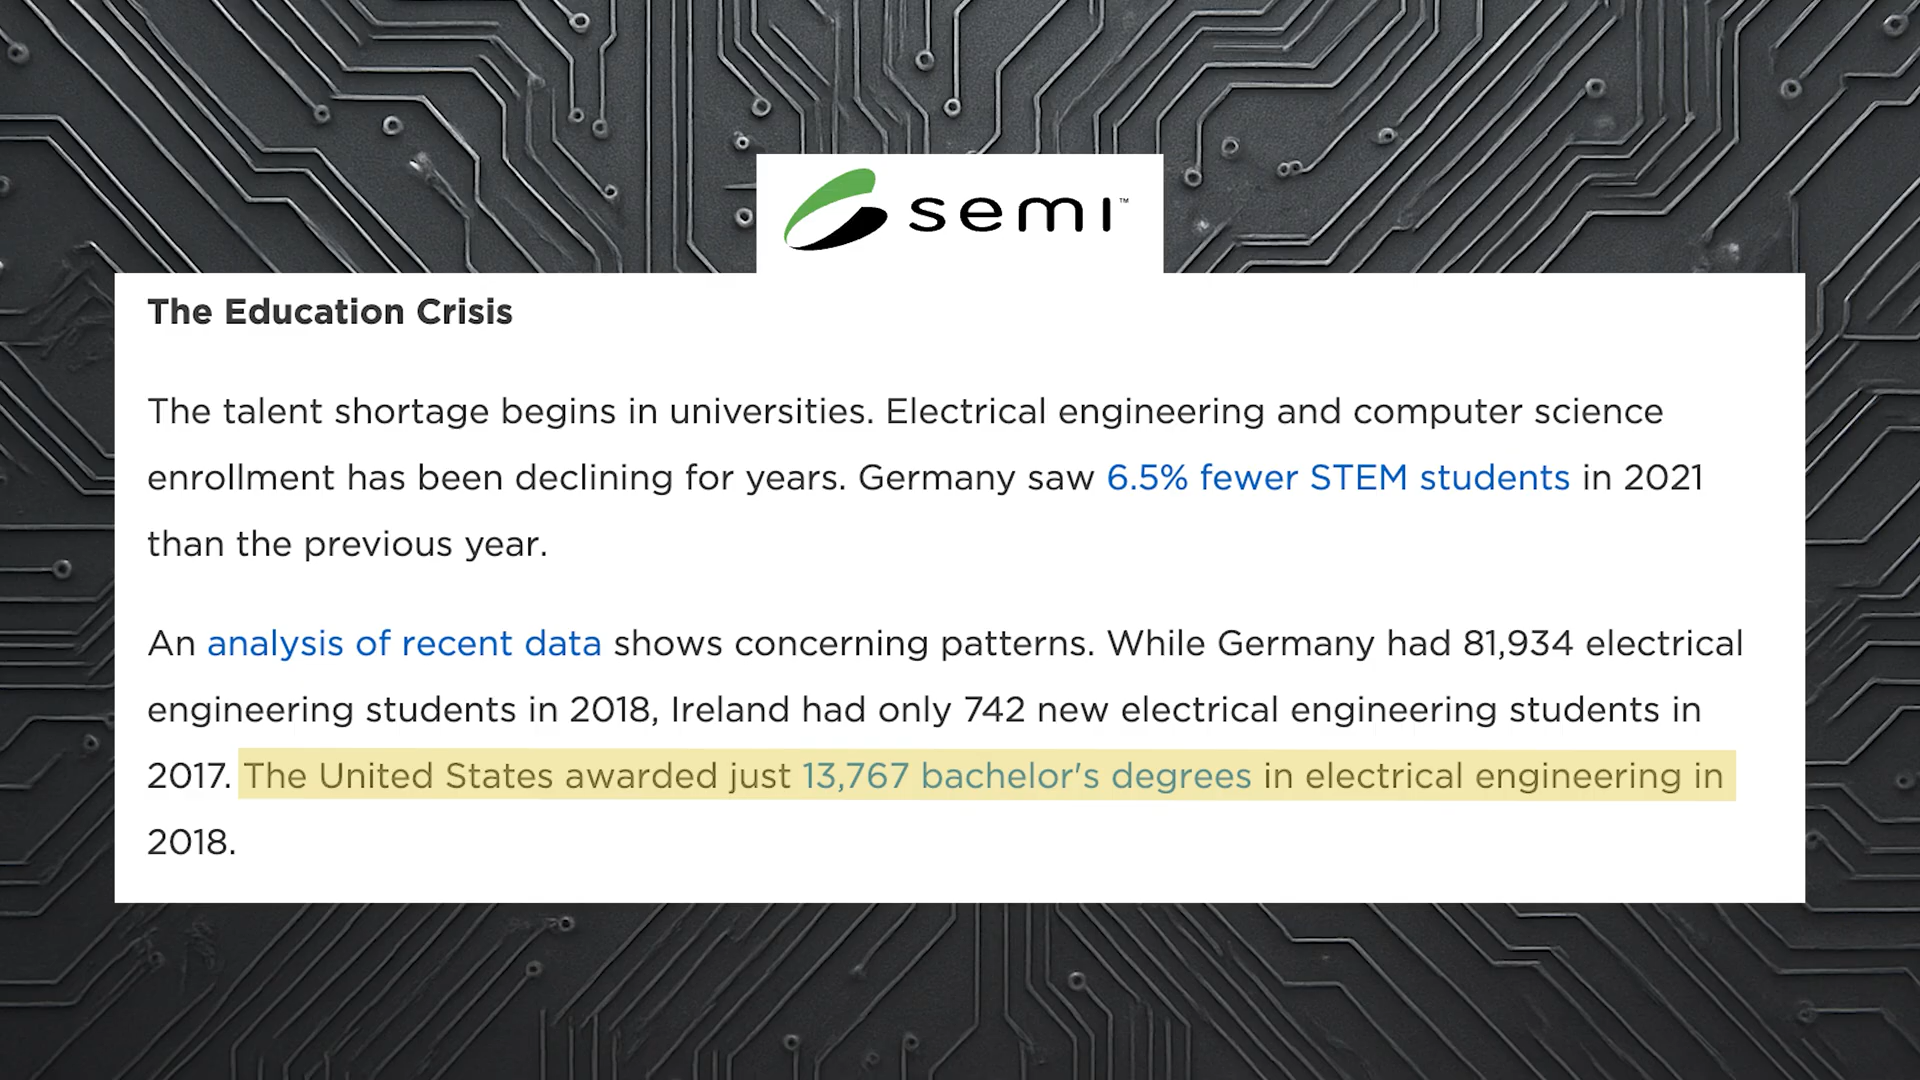 semi™
The Education Crisis
The talent shortage begins in universities. Electrical engineering and computer science
enrollment has been declining for years. Germany saw 6.5% fewer STEM students in 2021
than the previous year.
An analysis of recent data shows concerning patterns. While Germany had 81,934 electrical
engineering students in 2018, Ireland had only 742 new electrical engineering students in
2017. The United States awarded just 13,767 bachelor's degrees in electrical engineering in
2018.